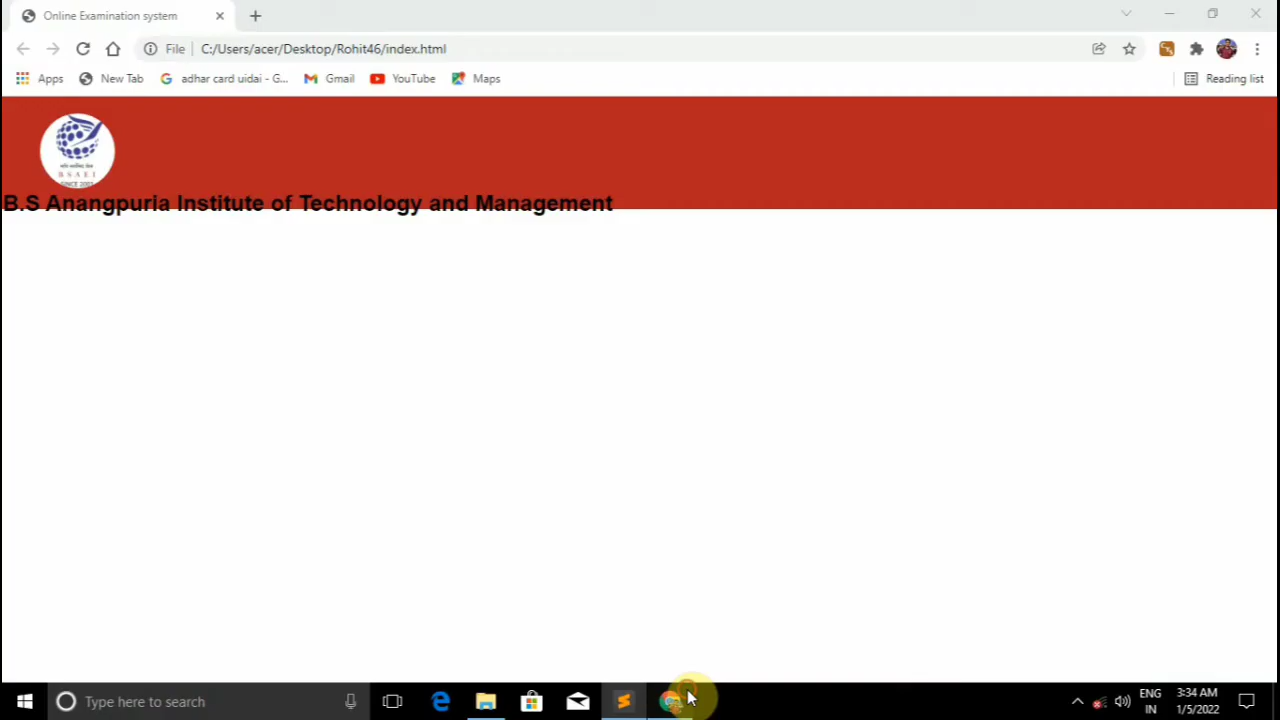 Online Examination system
File
C:/Users/acer/Desktop/Rohit46/index.html
Apps
New Tab
adhar card uidai - G...
Gmail
YouTube
Maps
Reading list
B S A E I
SINCE 2007
B.S Anangpuria Institute of Technology and Management
Type here to search
ENG
IN
3:34 AM
1/5/2022